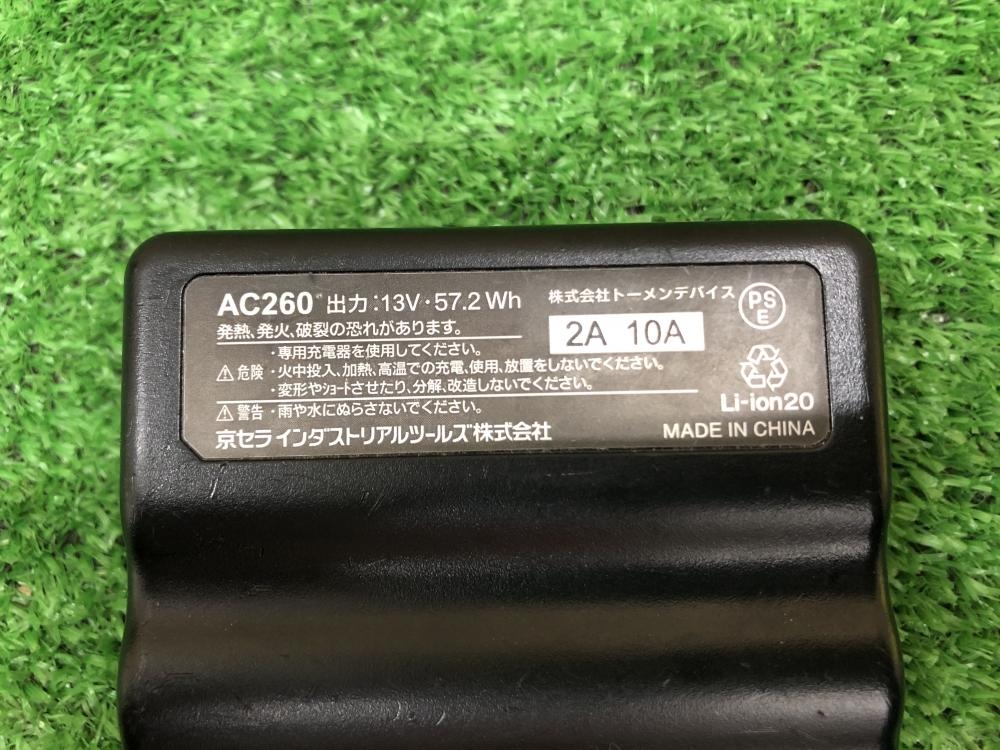 AC260 出力:13V・57.2Wh
株式会社トーメンデバイス
PSE
発熱、発火、破裂の恐れがあります。
2A 10A
・専用充電器を使用してください。
⚠危険 ・火中投入、加熱、高温での充電、使用、放置をしないでください。
・変形やｼｮｰﾄさせたり、分解、改造しないでください。
⚠警告 ・雨や水にぬらさないでください。
Li-ion20
京セラインダストリアルツールズ株式会社
MADE IN CHINA